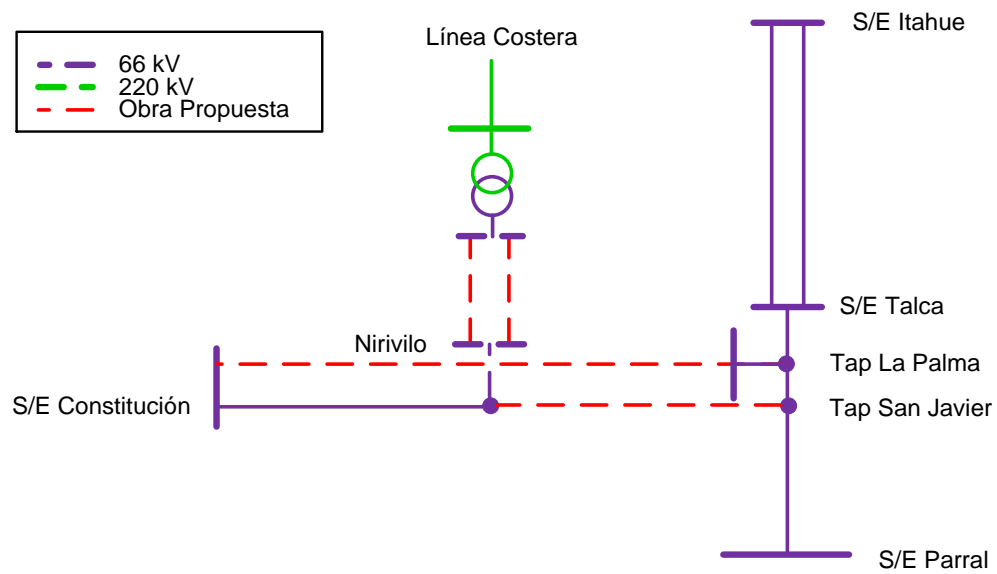 66 kV
220 kV
Obra Propuesta
Línea Costera
S/E Itahue
S/E Talca
Nirivilo
Tap La Palma
S/E Constitución
Tap San Javier
S/E Parral